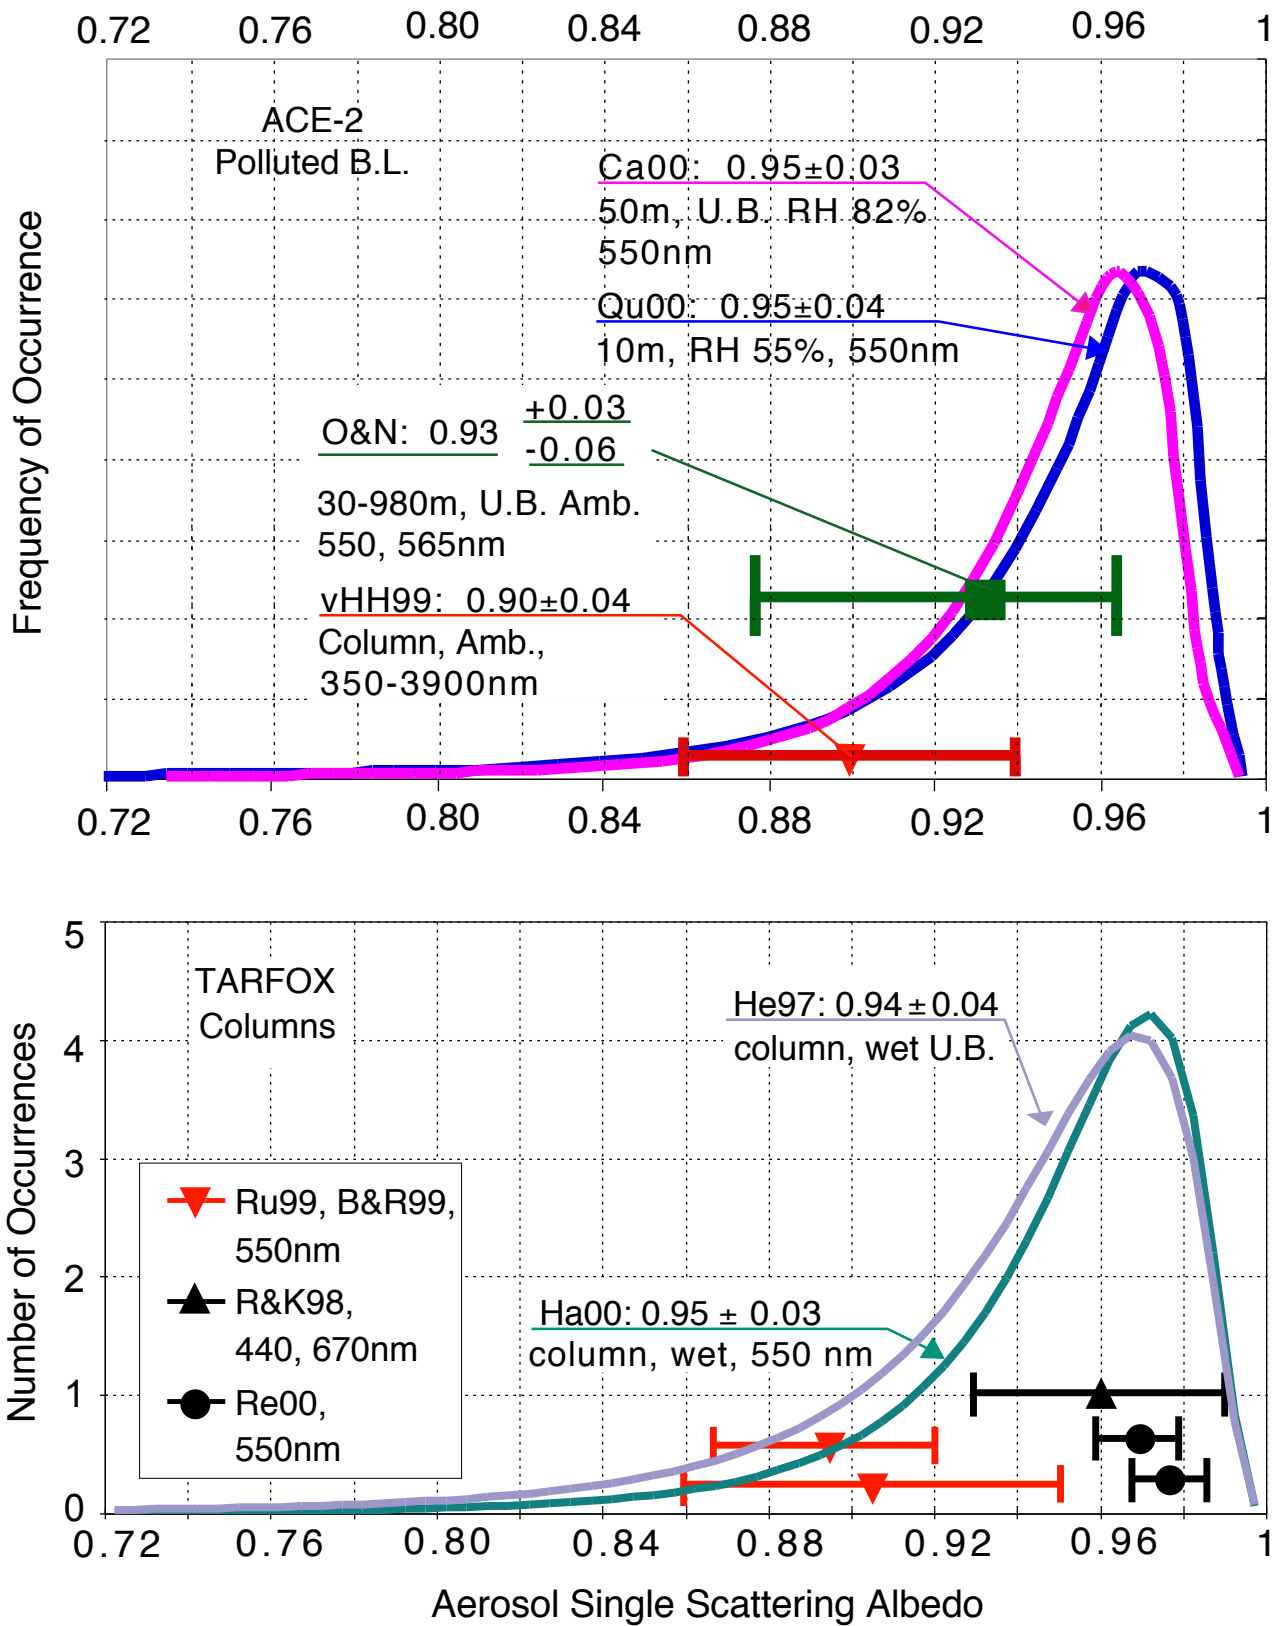 0.72 0.76 0.80 0.84 0.88 0.92 0.96 1
ACE-2
Polluted B.L.
Ca00: 0.95±0.03
50m, U.B. RH 82%
550nm
Qu00: 0.95±0.04
10m, RH 55%, 550nm
O&N: 0.93 +0.03
-0.06
30-980m, U.B. Amb.
550, 565nm
vHH99: 0.90±0.04
Column, Amb.,
350-3900nm
Frequency of Occurrence
0.72 0.76 0.80 0.84 0.88 0.92 0.96 1
5
4
3
2
1
0
Number of Occurrences
TARFOX
Columns
He97: 0.94±0.04
column, wet U.B.
Ru99, B&R99,
550nm
R&K98,
440, 670nm
Re00,
550nm
Ha00: 0.95 ± 0.03
column, wet, 550 nm
0.72 0.76 0.80 0.84 0.88 0.92 0.96 1
Aerosol Single Scattering Albedo